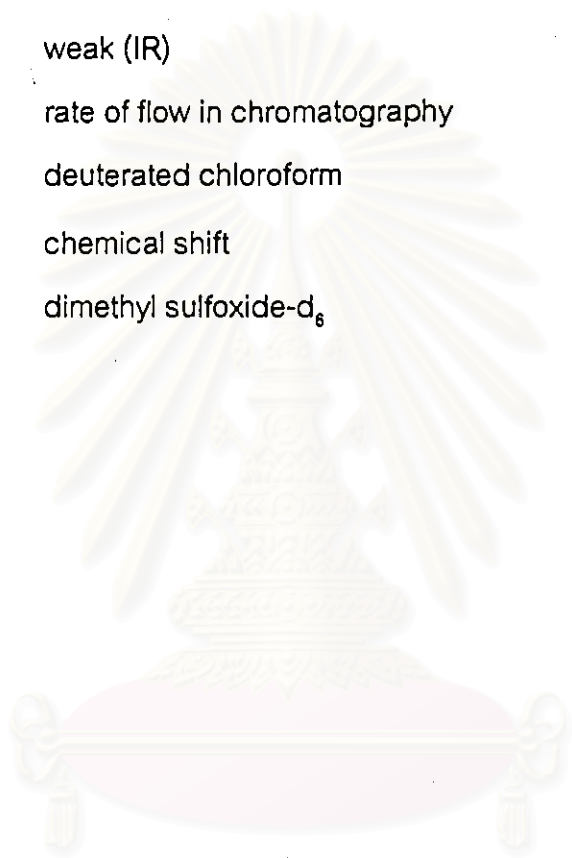 weak (IR)
rate of flow in chromatography
deuterated chloroform
chemical shift
dimethyl sulfoxide-d₆